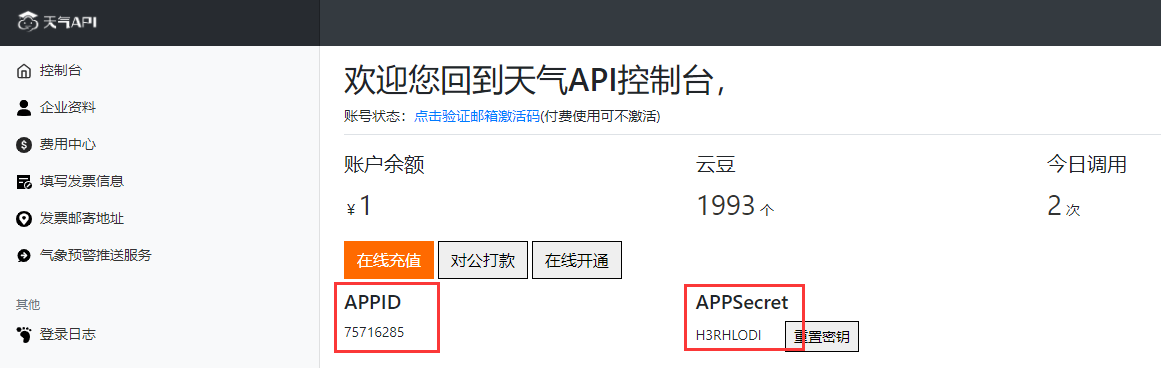 天气API
控制台
企业资料
费用中心
填写发票信息
发票邮寄地址
气象预警推送服务
其他
登录日志
欢迎您回到天气API控制台，
账号状态：点击验证邮箱激活码(付费使用可不激活)
账户余额 云豆 今日调用
￥1 1993 个 2 次
在线充值 对公打款 在线开通
APPID APPSecret
75716285 H3RHLODI 重置密钥